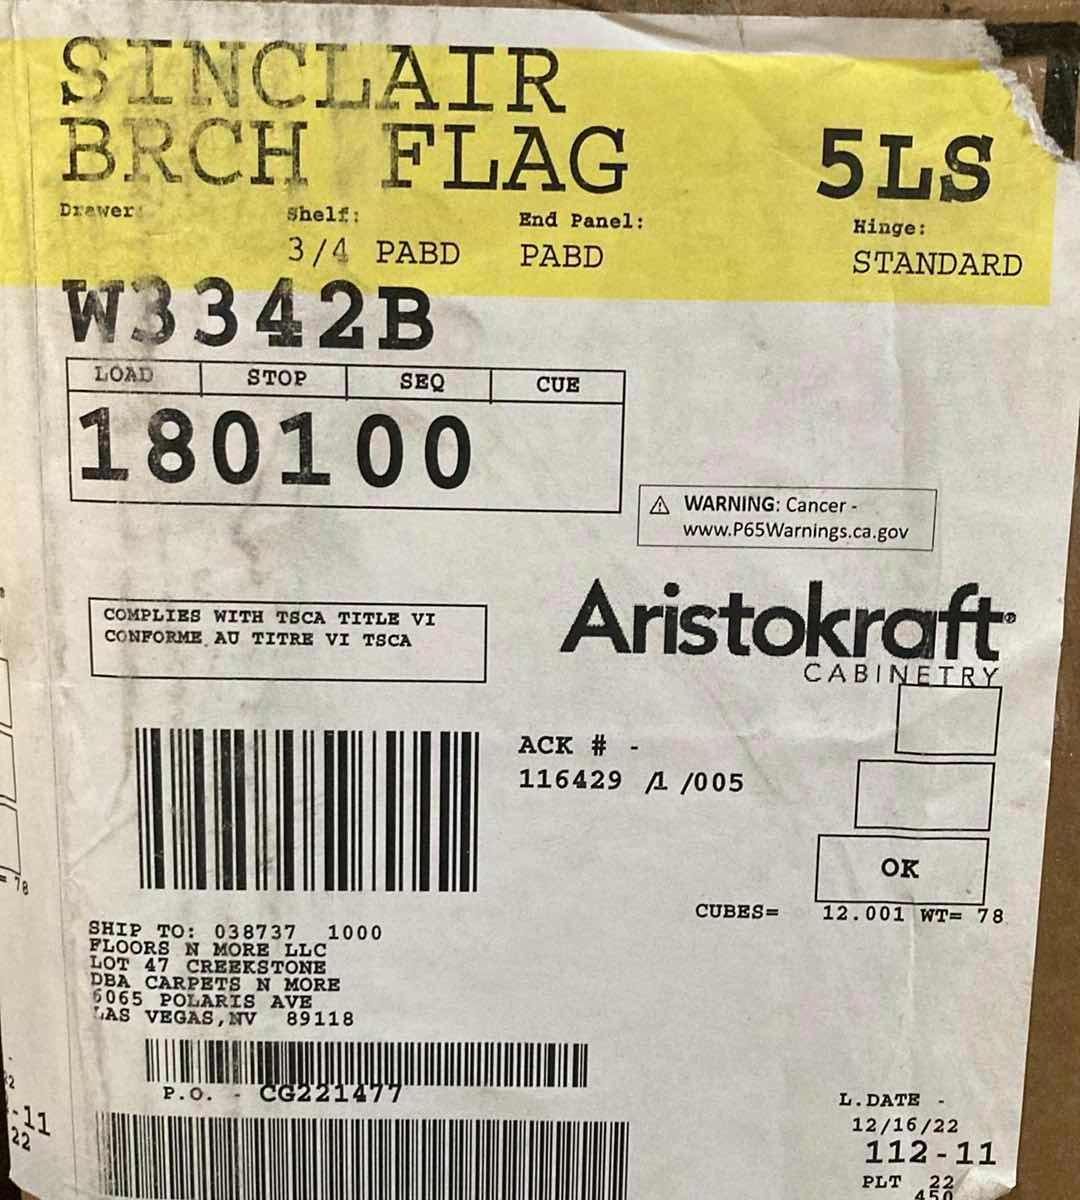 SINCLAIR
BRCH FLAG 5LS
Drawer: Shelf: End Panel: Hinge:
3/4 PABD PABD STANDARD
W3342B
LOAD STOP SEQ CUE
180100
WARNING: Cancer -
www.P65Warnings.ca.gov
COMPLIES WITH TSCA TITLE VI
CONFORME AU TITRE VI TSCA
Aristokraft®
CABINETRY
ACK # -
116429 /1 /005
OK
CUBES= 12.001 WT= 78
SHIP TO: 038737 1000
FLOORS N MORE LLC
LOT 47 CREEKSTONE
DBA CARPETS N MORE
6065 POLARIS AVE
LAS VEGAS,NV 89118
P.O. - CG221477
L.DATE -
12/16/22
112-11
PLT 22
450
= 78
-11
22